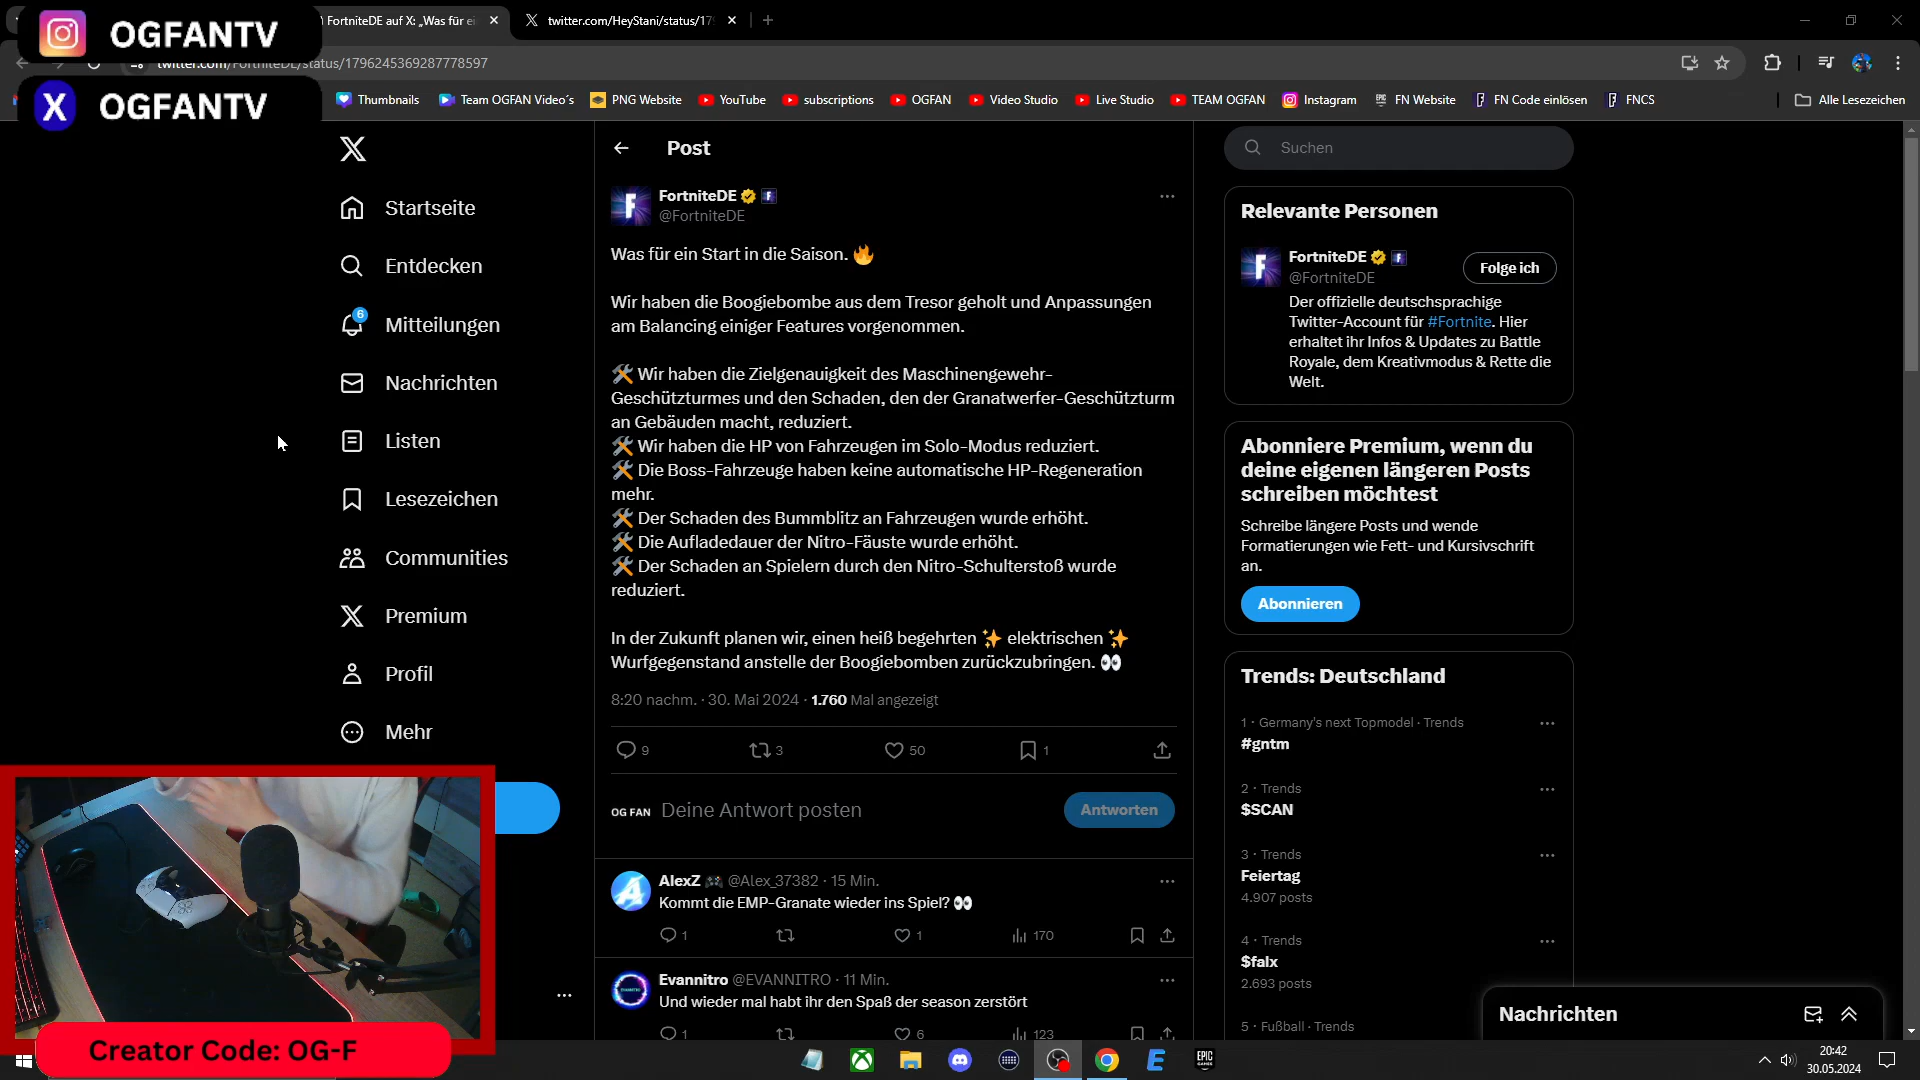 OGFANTV
OGFANTV
FortniteDE auf X: „Was für ei
twitter.com/HeyStani/status/17
twitter.com/FortniteDE/status/1796245369287778597
Thumbnails
Team OGFAN Video´s
PNG Website
YouTube
subscriptions
OGFAN
Video Studio
Live Studio
TEAM OGFAN
Instagram
FN Website
FN Code einlösen
FNCS
Alle Lesezeichen
Startseite
Entdecken
6
Mitteilungen
Nachrichten
Listen
Lesezeichen
Communities
Premium
Profil
Mehr
Post
FortniteDE
@FortniteDE
Was für ein Start in die Saison. 🔥
Wir haben die Boogiebombe aus dem Tresor geholt und Anpassungen
am Balancing einiger Features vorgenommen.
🛠️ Wir haben die Zielgenauigkeit des Maschinengewehr-
Geschützturmes und den Schaden, den der Granatwerfer-Geschützturm
an Gebäuden macht, reduziert.
🛠️ Wir haben die HP von Fahrzeugen im Solo-Modus reduziert.
🛠️ Die Boss-Fahrzeuge haben keine automatische HP-Regeneration
mehr.
🛠️ Der Schaden des Bummblitz an Fahrzeugen wurde erhöht.
🛠️ Die Aufladedauer der Nitro-Fäuste wurde erhöht.
🛠️ Der Schaden an Spielern durch den Nitro-Schulterstoß wurde
reduziert.
In der Zukunft planen wir, einen heiß begehrten ✨ elektrischen ✨
Wurfgegenstand anstelle der Boogiebomben zurückzubringen. 👀
8:20 nachm. · 30. Mai 2024 · 1.760 Mal angezeigt
9 3 50 1
OG FAN Deine Antwort posten
Antworten
AlexZ 🎮 @Alex_37382 · 15 Min.
Kommt die EMP-Granate wieder ins Spiel? 👀
1 1 170
Evannitro @EVANNITRO · 11 Min.
Und wieder mal habt ihr den Spaß der season zerstört
1 6 123
Suchen
Relevante Personen
FortniteDE
@FortniteDE
Folge ich
Der offizielle deutschsprachige
Twitter-Account für #Fortnite. Hier
erhaltet ihr Infos & Updates zu Battle
Royale, dem Kreativmodus & Rette die
Welt.
Abonniere Premium, wenn du
deine eigenen längeren Posts
schreiben möchtest
Schreibe längere Posts und wende
Formatierungen wie Fett- und Kursivschrift
an.
Abonnieren
Trends: Deutschland
1 · Germany's next Topmodel · Trends
#gntm
2 · Trends
$SCAN
3 · Trends
Feiertag
4.907 posts
4 · Trends
$falx
2.693 posts
5 · Fußball · Trends
Nachrichten
Creator Code: OG-F
EPIC
GAMES
20:42
30.05.2024